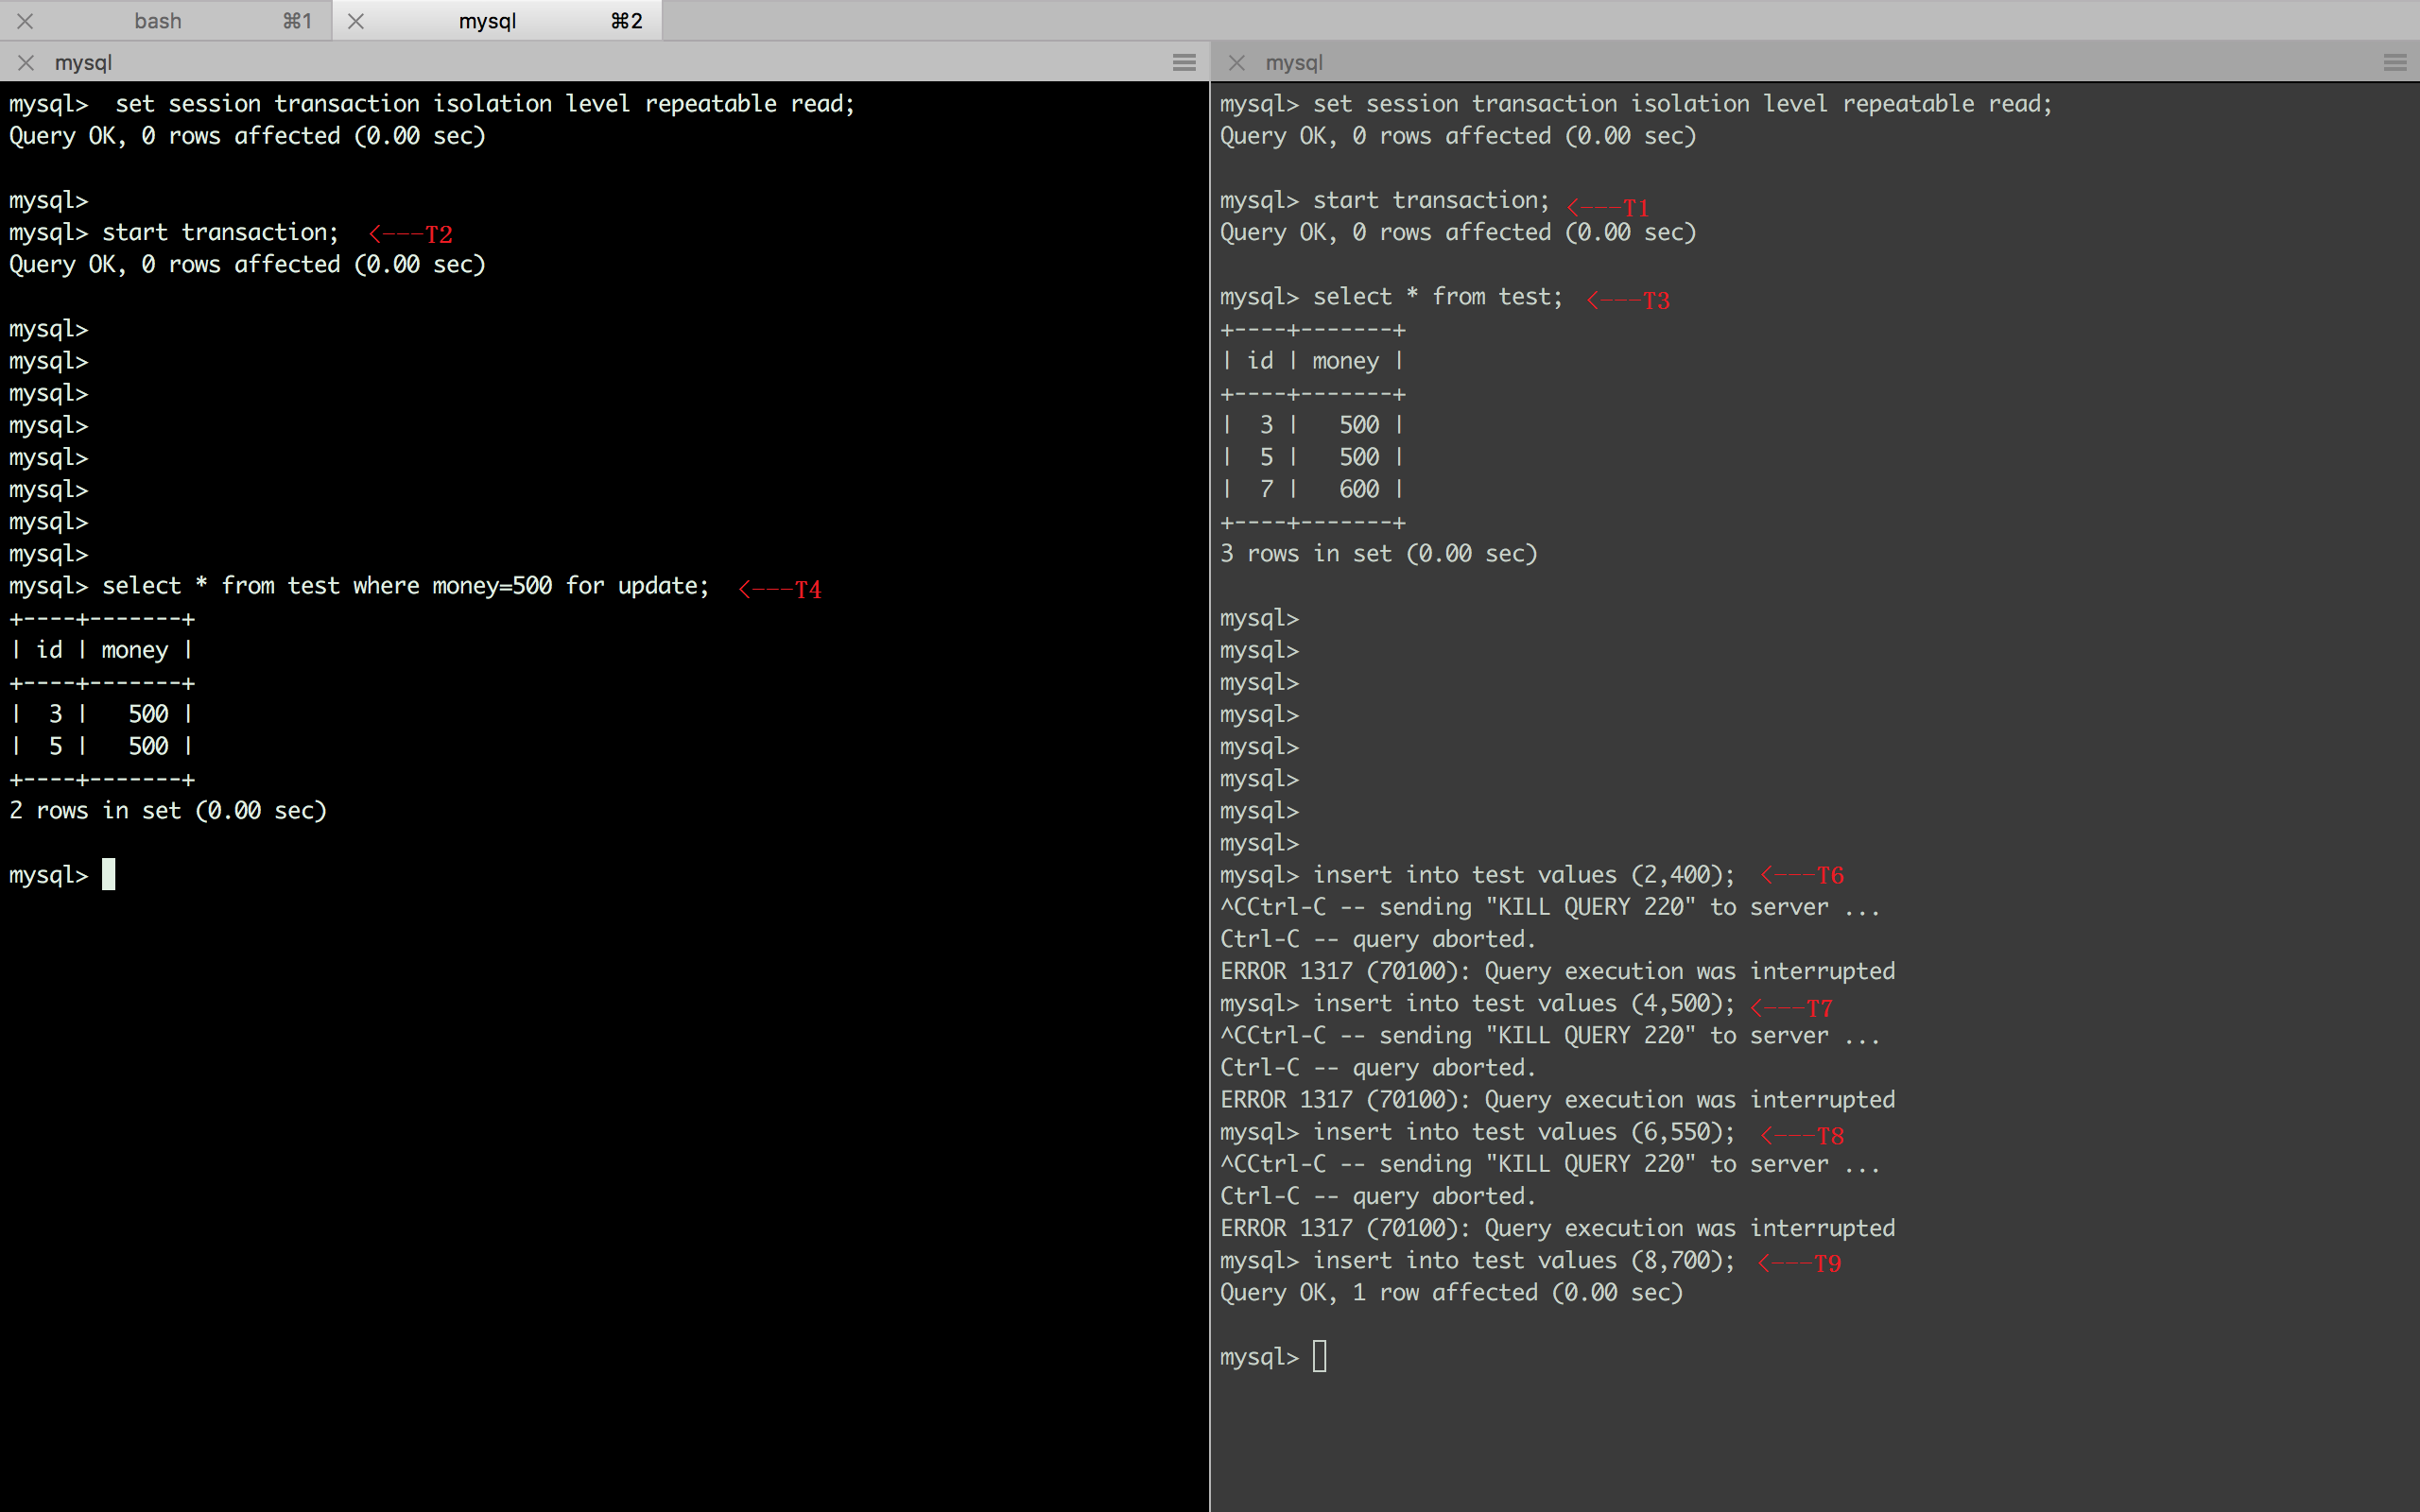 bash ⌘1 mysql ⌘2
mysql
mysql>  set session transaction isolation level repeatable read;
Query OK, 0 rows affected (0.00 sec)
mysql>
mysql> start transaction; <---T2
Query OK, 0 rows affected (0.00 sec)
mysql>
mysql>
mysql>
mysql>
mysql>
mysql>
mysql>
mysql>
mysql> select * from test where money=500 for update; <---T4
+----+-------+
| id | money |
+----+-------+
|  3 |   500 |
|  5 |   500 |
+----+-------+
2 rows in set (0.00 sec)
mysql>
mysql
mysql> set session transaction isolation level repeatable read;
Query OK, 0 rows affected (0.00 sec)
mysql> start transaction; <---T1
Query OK, 0 rows affected (0.00 sec)
mysql> select * from test; <---T3
+----+-------+
| id | money |
+----+-------+
|  3 |   500 |
|  5 |   500 |
|  7 |   600 |
+----+-------+
3 rows in set (0.00 sec)
mysql>
mysql>
mysql>
mysql>
mysql>
mysql>
mysql>
mysql>
mysql> insert into test values (2,400); <---T6
^CCtrl-C -- sending "KILL QUERY 220" to server ...
Ctrl-C -- query aborted.
ERROR 1317 (70100): Query execution was interrupted
mysql> insert into test values (4,500); <---T7
^CCtrl-C -- sending "KILL QUERY 220" to server ...
Ctrl-C -- query aborted.
ERROR 1317 (70100): Query execution was interrupted
mysql> insert into test values (6,550); <---T8
^CCtrl-C -- sending "KILL QUERY 220" to server ...
Ctrl-C -- query aborted.
ERROR 1317 (70100): Query execution was interrupted
mysql> insert into test values (8,700); <---T9
Query OK, 1 row affected (0.00 sec)
mysql>